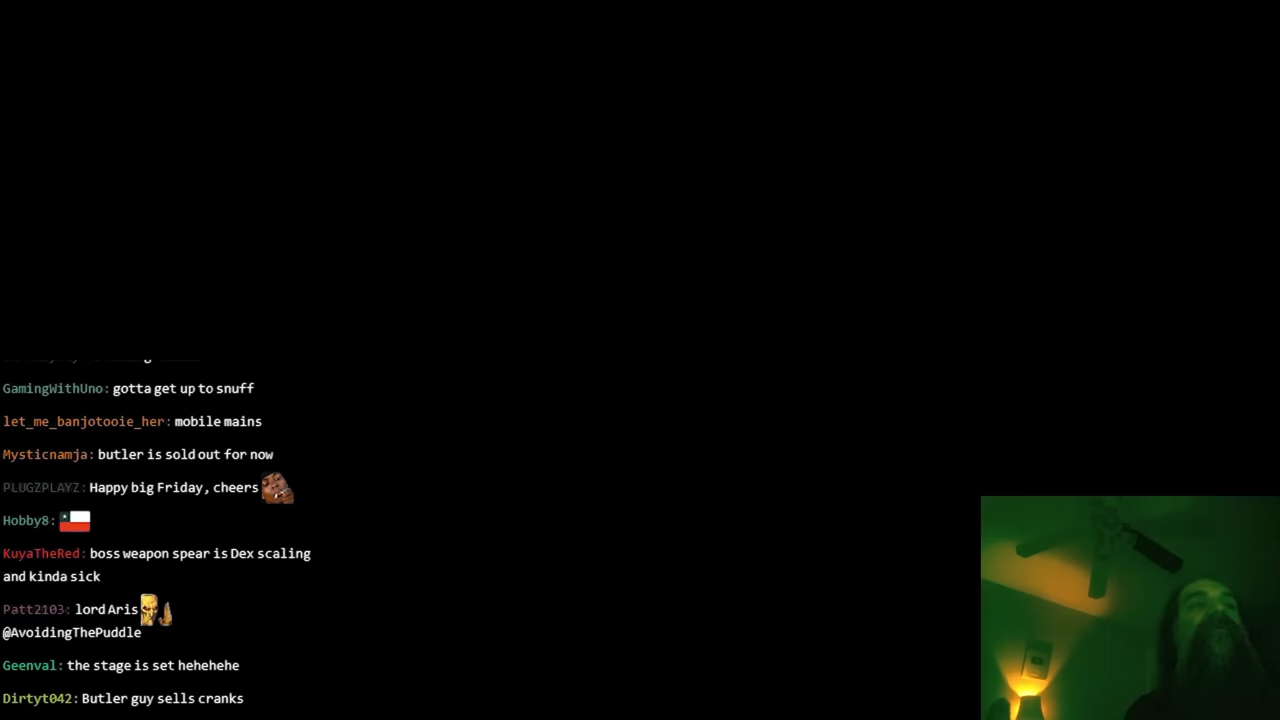 GamingWithUno: gotta get up to snuff
let_me_banjotooie_her: mobile mains
Mysticnamja: butler is sold out for now
PLUGZPLAYZ: Happy big Friday, cheers
Hobby8:
KuyaTheRed: boss weapon spear is Dex scaling
and kinda sick
Patt2103: lord Aris
@AvoidingThePuddle
Geenval: the stage is set hehehehe
Dirtyt042: Butler guy sells cranks